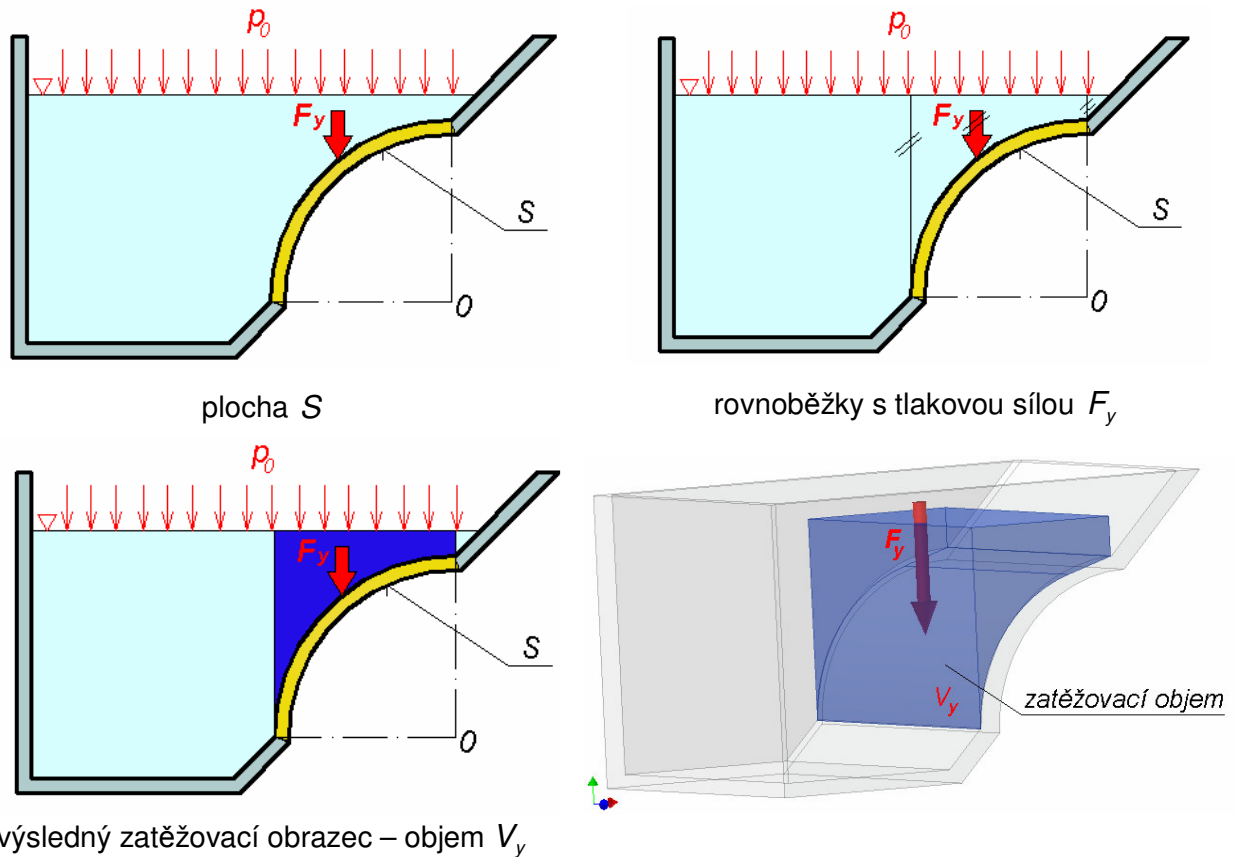 p0
Fy
S
0
plocha S
p0
Fy
S
0
rovnoběžky s tlakovou sílou Fy
p0
Fy
S
0
výsledný zatěžovací obrazec – objem Vy
Fy
Vy
zatěžovací objem